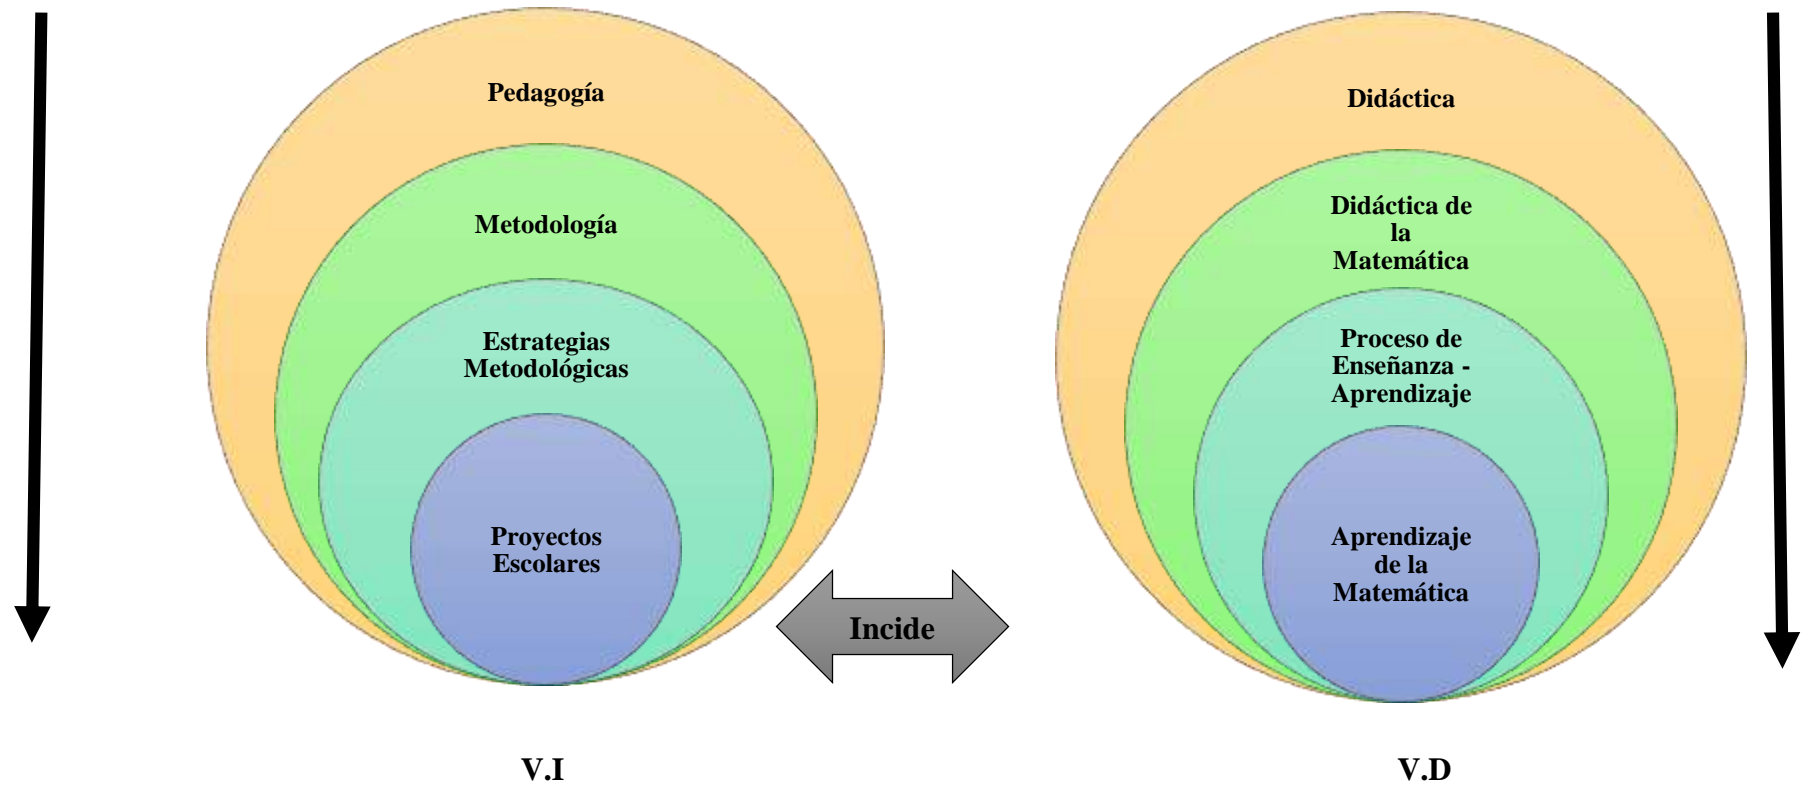 Pedagogía
Metodología
Estrategias
Metodológicas
Proyectos
Escolares
Incide
Didáctica
Didáctica de
la
Matemática
Proceso de
Enseñanza -
Aprendizaje
Aprendizaje
de la
Matemática
V.I
V.D